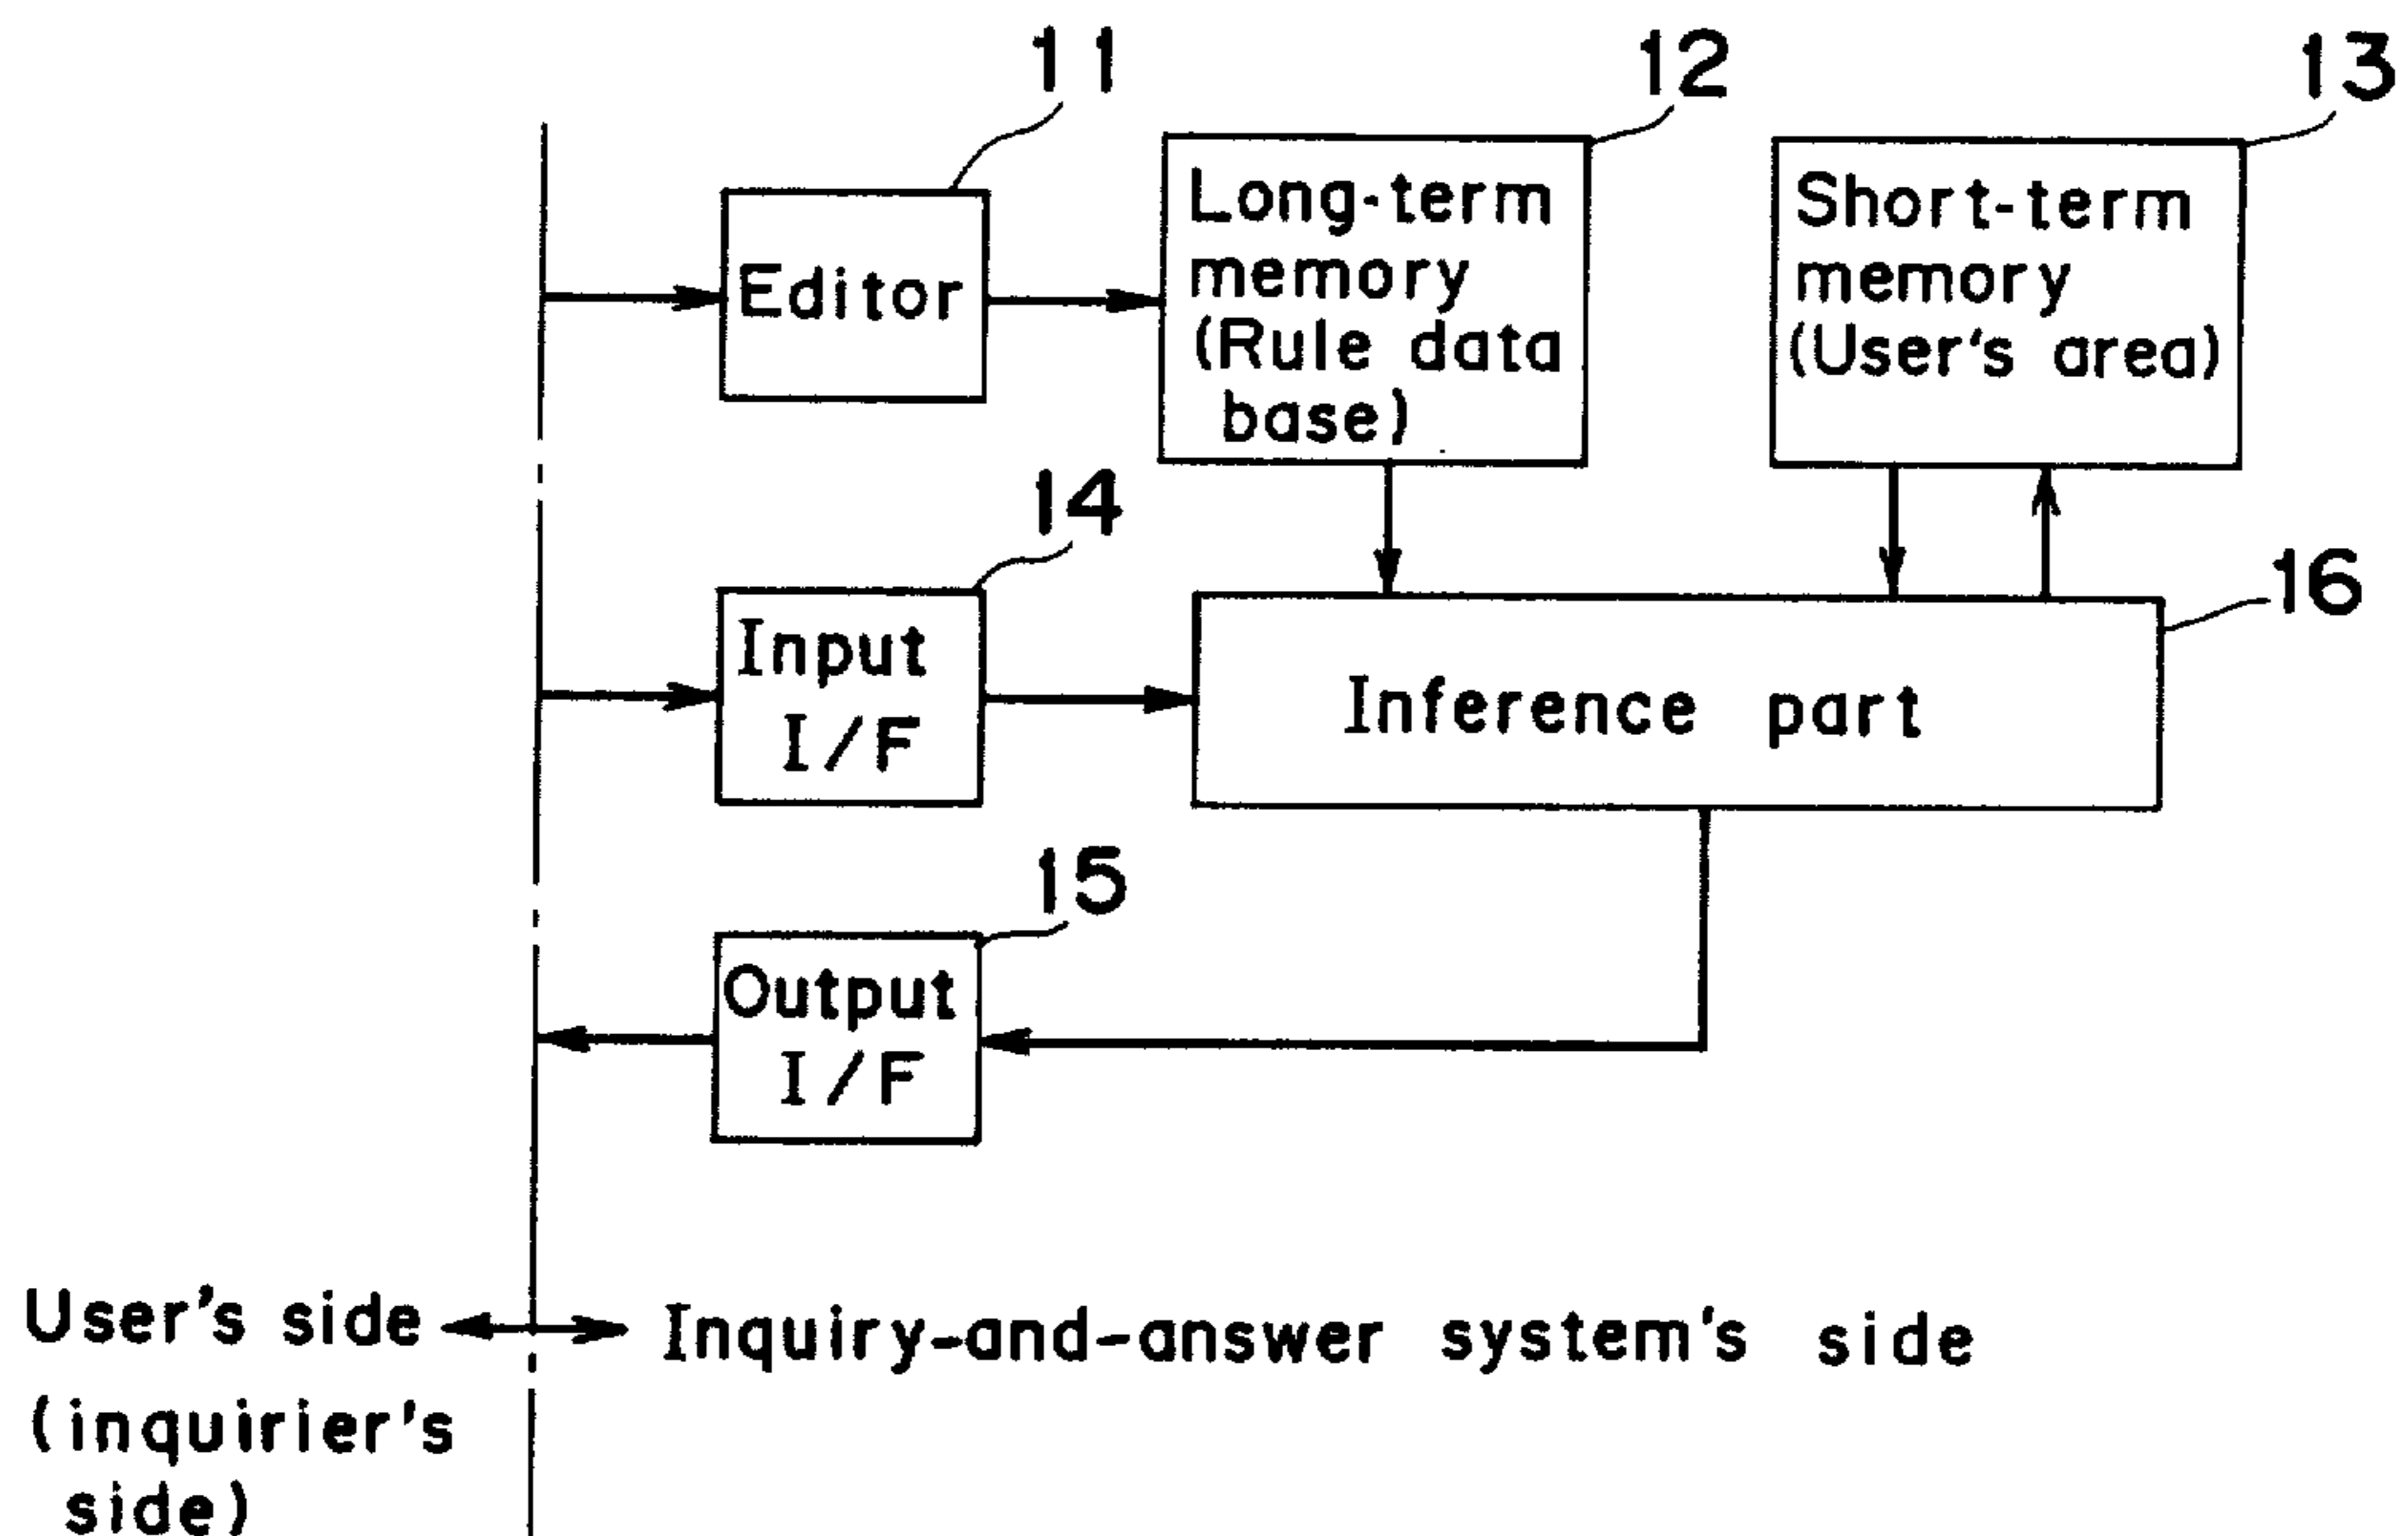 11
12
13
Editor
Long-term
memory
(Rule data
base)
Short-term
memory
(User's area)
14
16
Input
I/F
Inference part
15
Output
I/F
User's side
Inquiry-and-answer system's side
(inquirier's
side)